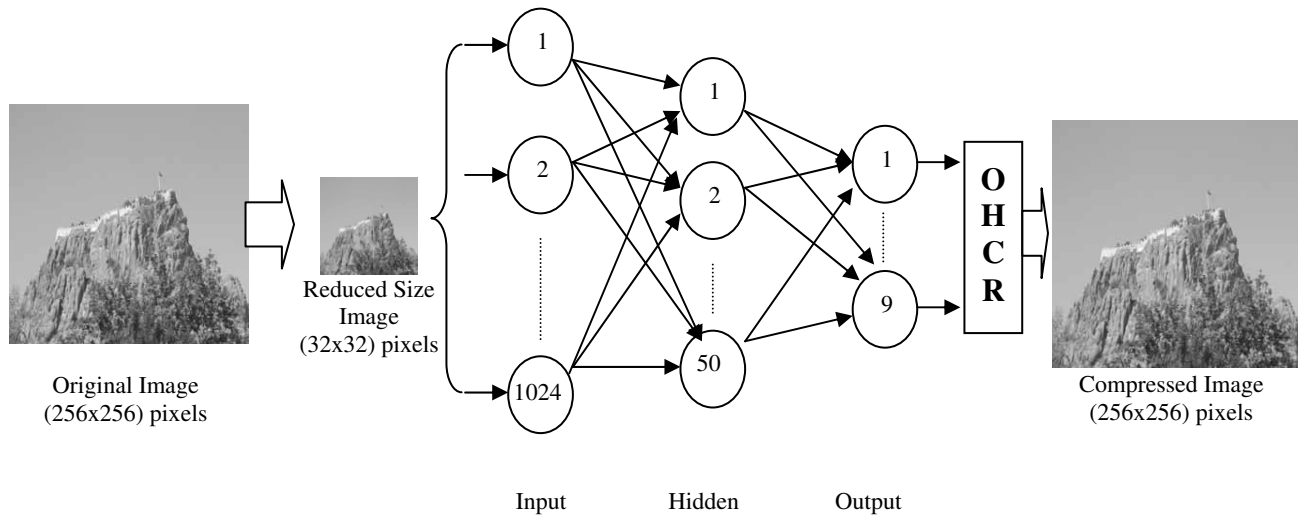 Original Image
(256x256) pixels
Reduced Size
Image
(32x32) pixels
1
2
1024
1
2
50
1
9
O
H
C
R
Compressed Image
(256x256) pixels
Input
Hidden
Output